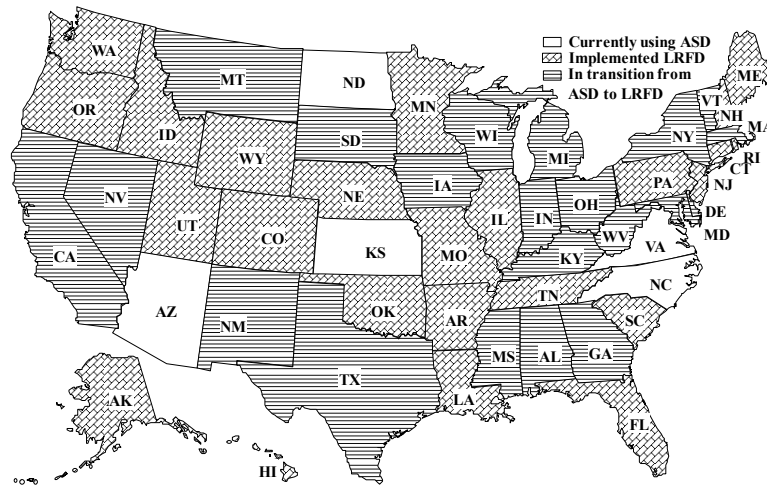 Currently using ASD
Implemented LRFD
In transition from
ASD to LRFD
WA
MT
ND
MN
ME
VT
NH
MA
OR
ID
SD
WI
NY
RI
WY
MI
CT
IA
PA
NJ
NV
NE
OH
UT
IL
IN
DE
CO
WV
MD
CA
KS
MO
KY
VA
NC
AZ
OK
TN
NM
AR
SC
MS
AL
GA
TX
AK
LA
FL
HI